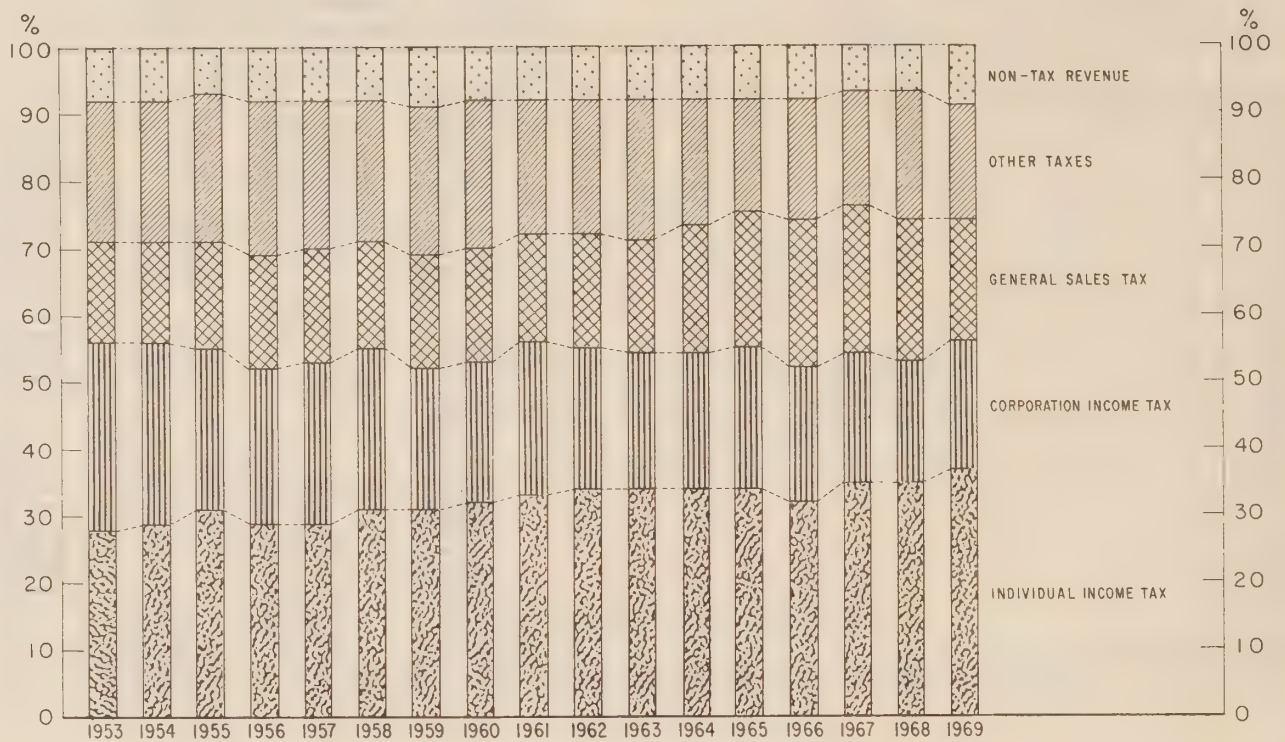 % %
100 100
NON-TAX REVENUE
90 90
OTHER TAXES
80 80
70 70
GENERAL SALES TAX
60 60
50 50
CORPORATION INCOME TAX
40 40
30 30
20 20
INDIVIDUAL INCOME TAX
10 10
0 0
1953 1954 1955 1956 1957 1958 1959 1960 1961 1962 1963 1964 1965 1966 1967 1968 1969